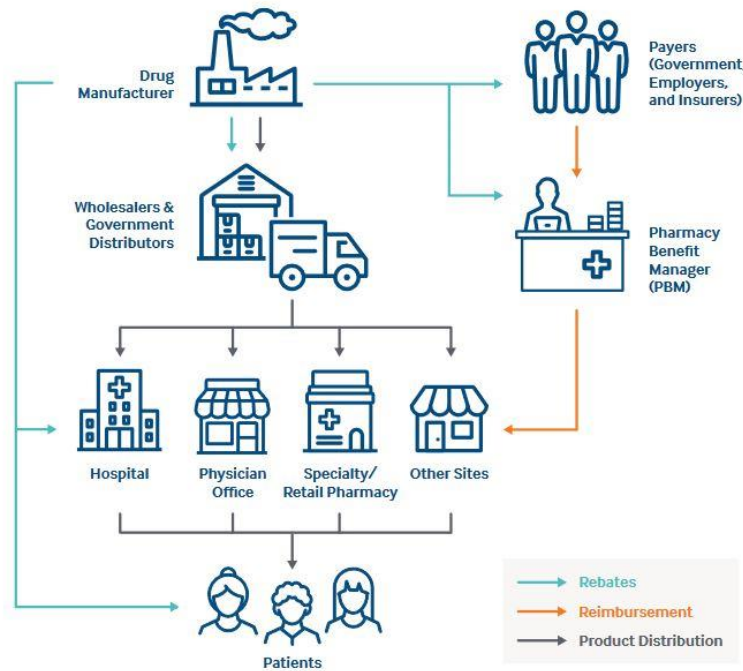 Drug
Manufacturer
Payers
(Government,
Employers,
and Insurers)
Wholesalers &
Government
Distributors
Pharmacy
Benefit
Manager
(PBM)
Hospital
Physician
Office
Specialty/
Retail Pharmacy
Other Sites
Patients
Rebates
Reimbursement
Product Distribution